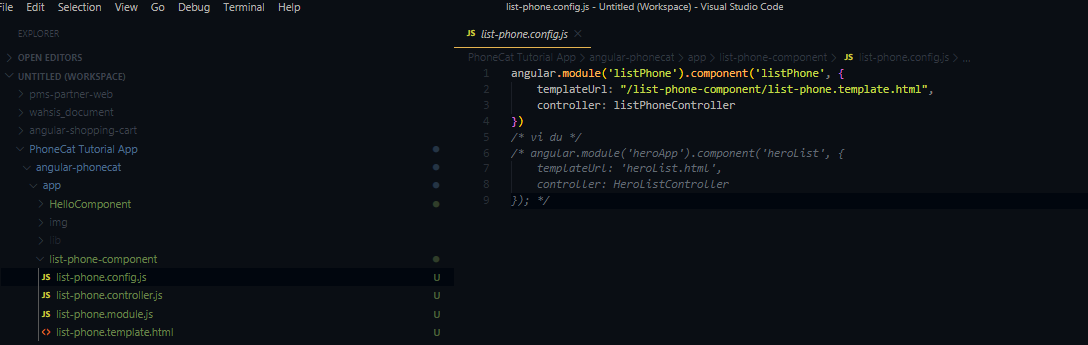 File Edit Selection View Go Debug Terminal Help list-phone.config.js - Untitled (Workspace) - Visual Studio Code
EXPLORER
JS list-phone.config.js ×
OPEN EDITORS
PhoneCat Tutorial App > angular-phonecat > app > list-phone-component > JS list-phone.config.js > ...
UNTITLED (WORKSPACE)
pms-partner-web
wahsis_document
angular-shopping-cart
PhoneCat Tutorial App
angular-phonecat
app
HelloComponent
img
lib
list-phone-component
JS list-phone.config.js U
JS list-phone.controller.js U
JS list-phone.module.js U
<> list-phone.template.html U
1 angular.module('listPhone').component('listPhone', {
2 templateUrl: "/list-phone-component/list-phone.template.html",
3 controller: listPhoneController
4 })
5 /* vi du */
6 /* angular.module('heroApp').component('heroList', {
7 templateUrl: 'heroList.html',
8 controller: HeroListController
9 }); */